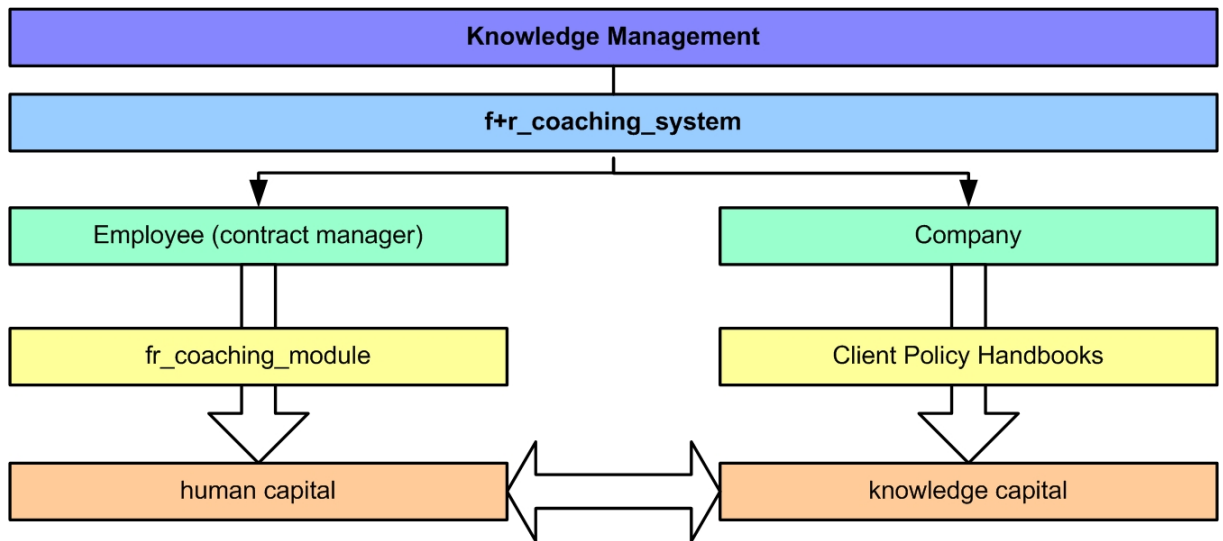 Knowledge Management
f+r_coaching_system
Employee (contract manager)
Company
fr_coaching_module
Client Policy Handbooks
human capital
knowledge capital